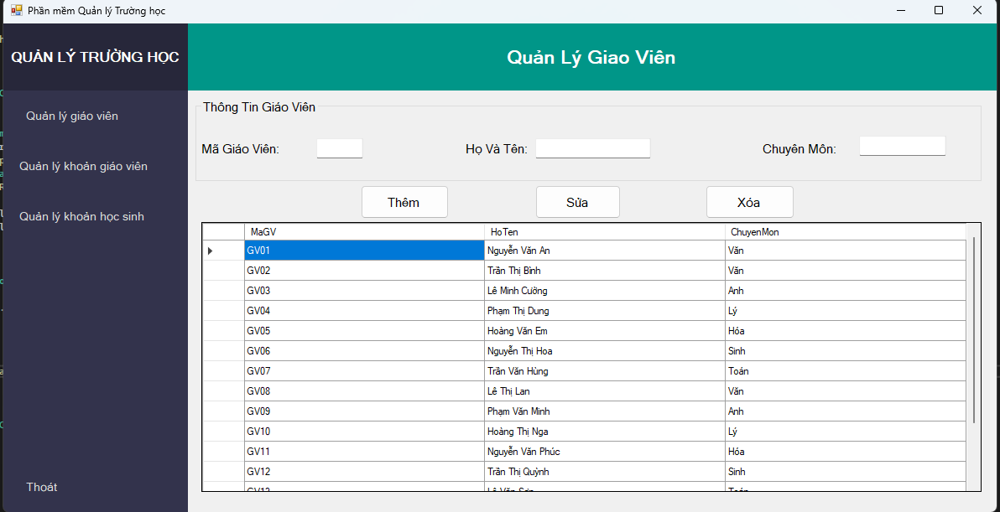 Phần mềm Quản lý Trường học
QUẢN LÝ TRƯỜNG HỌC
Quản Lý Giao Viên
Quản lý giáo viên
Quản lý khoản giáo viên
Quản lý khoản học sinh
Thoát
Thông Tin Giáo Viên
Mã Giáo Viên:
Họ Và Tên:
Chuyên Môn:
Thêm Sửa Xóa
MaGV HoTen ChuyenMon
GV01 Nguyễn Văn An Văn
GV02 Trần Thị Bình Văn
GV03 Lê Minh Cường Anh
GV04 Phạm Thị Dung Lý
GV05 Hoàng Văn Em Hóa
GV06 Nguyễn Thị Hoa Sinh
GV07 Trần Văn Hùng Toán
GV08 Lê Thị Lan Văn
GV09 Phạm Văn Minh Anh
GV10 Hoàng Thị Nga Lý
GV11 Nguyễn Văn Phúc Hóa
GV12 Trần Thị Quỳnh Sinh